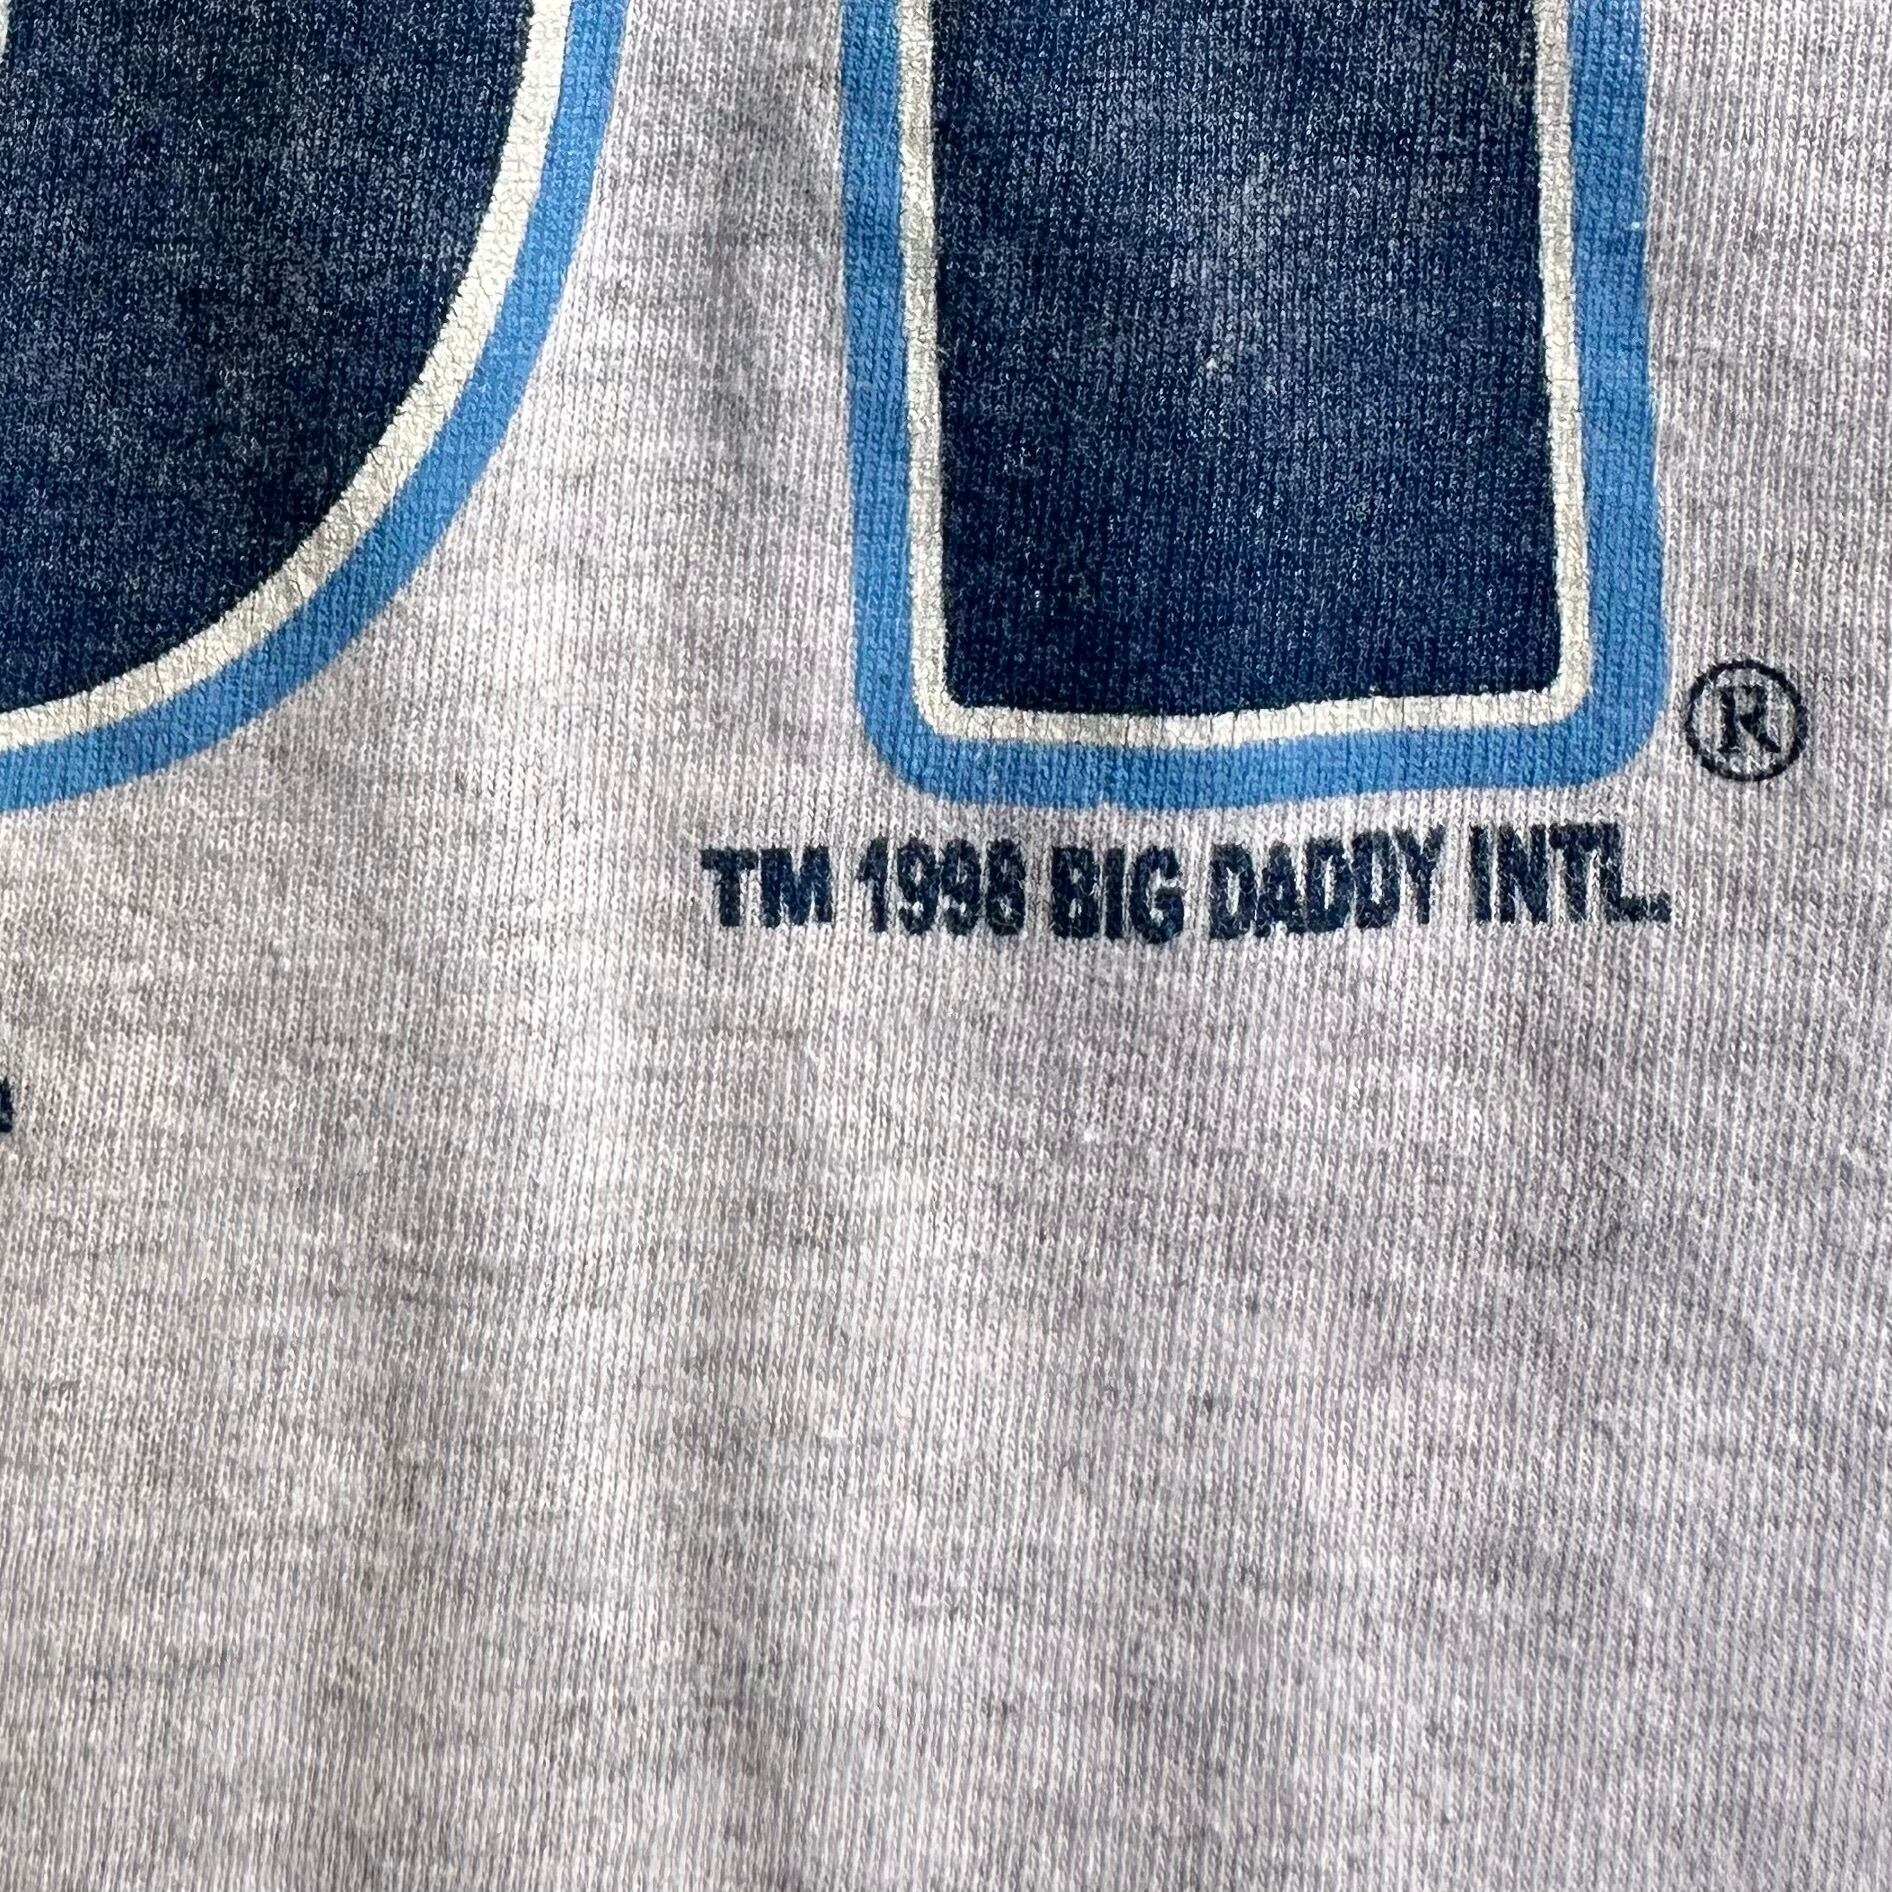 ®
TM 1998 BIG DADDY INTL.